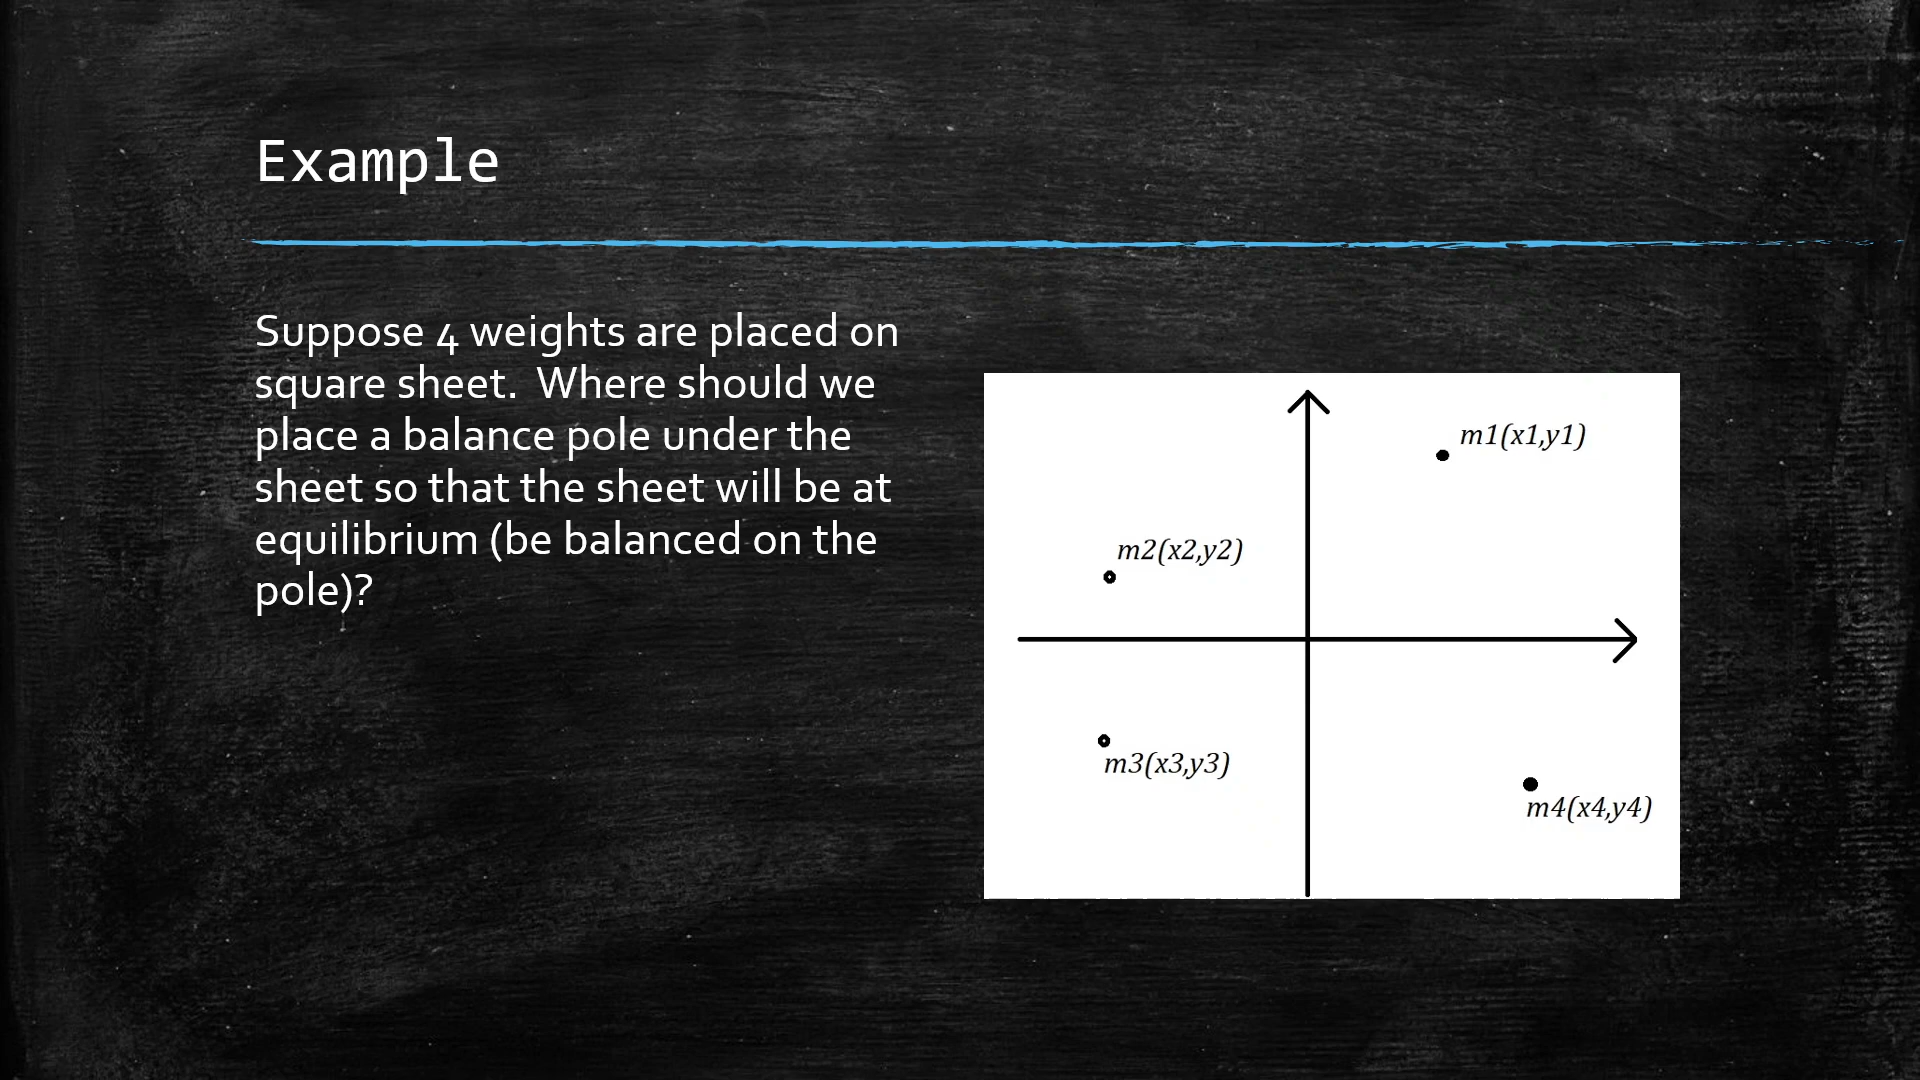 Example
Suppose 4 weights are placed on
square sheet.  Where should we
place a balance pole under the
sheet so that the sheet will be at
equilibrium (be balanced on the
pole)?
m1(x1,y1)
m2(x2,y2)
m3(x3,y3)
m4(x4,y4)